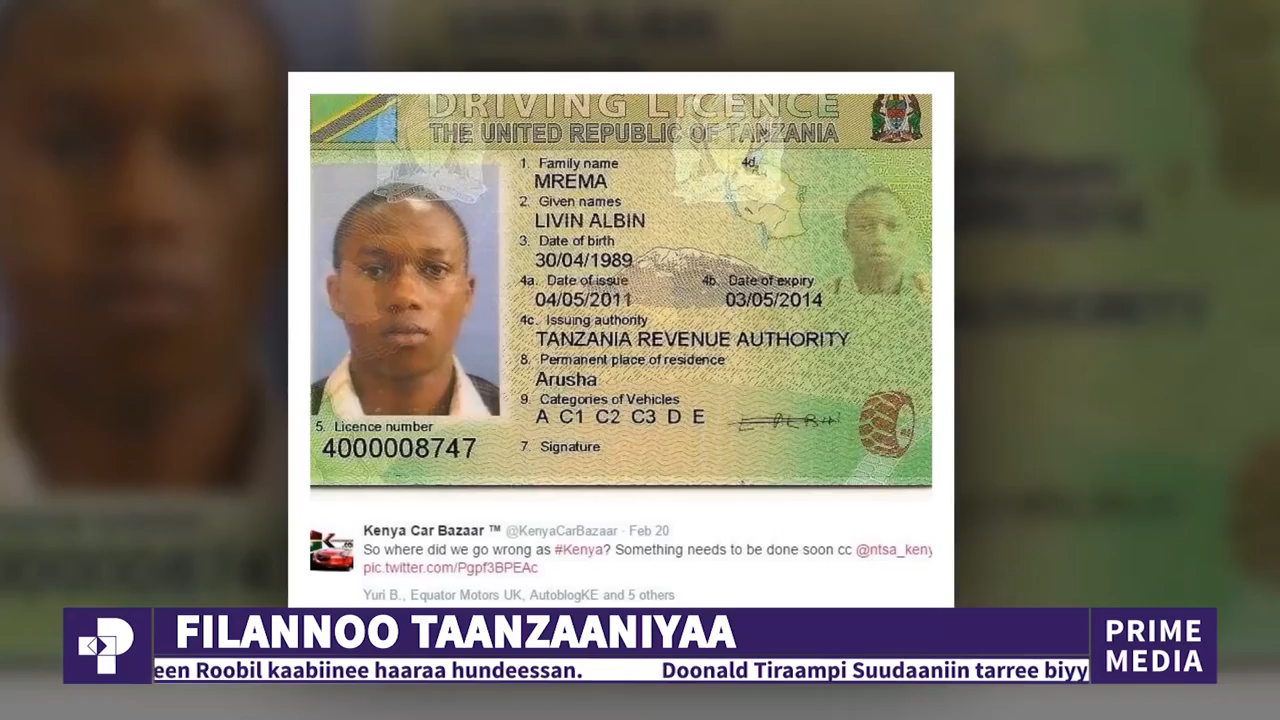 DRIVING LICENCE
THE UNITED REPUBLIC OF TANZANIA
1. Family name
4d.
MREMA
2. Given names
LIVIN ALBIN
3. Date of birth
30/04/1989
4a. Date of issue
4b. Date of expiry
04/05/2011
03/05/2014
4c. Issuing authority
TANZANIA REVENUE AUTHORITY
8. Permanent place of residence
Arusha
9. Categories of Vehicles
A C1 C2 C3 D E
5. Licence number
4000008747
7. Signature
Kenya Car Bazaar ™ @KenyaCarBazaar · Feb 20
So where did we go wrong as #Kenya? Something needs to be done soon cc @ntsa_keny
pic.twitter.com/Pgpf3BPEAc
Yuri B., Equator Motors UK, AutoblogKE and 5 others
FILANNOO TAANZAANIYAA
PRIME
MEDIA
een Roobil kaabiinee haaraa hundeessan.
Doonald Tiraampi Suudaaniin tarree biyy